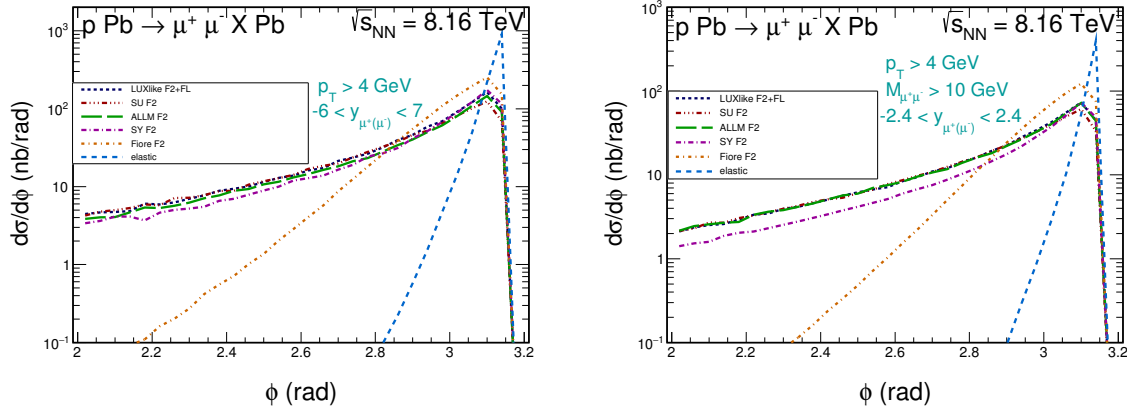 p Pb → μ⁺ μ⁻ X Pb
√s_NN = 8.16 TeV
p_T > 4 GeV
-6 < y_μ⁺(μ⁻) < 7
LUXlike F2+FL
SU F2
ALLM F2
SY F2
Fiore F2
elastic
dσ/dϕ (nb/rad)
10³
10²
10
1
10⁻¹
2 2.2 2.4 2.6 2.8 3 3.2
ϕ (rad)
p Pb → μ⁺ μ⁻ X Pb
√s_NN = 8.16 TeV
p_T > 4 GeV
M_μ⁺μ⁻ > 10 GeV
-2.4 < y_μ⁺(μ⁻) < 2.4
LUXlike F2+FL
SU F2
ALLM F2
SY F2
Fiore F2
elastic
dσ/dϕ (nb/rad)
10³
10²
10
1
10⁻¹
2 2.2 2.4 2.6 2.8 3 3.2
ϕ (rad)